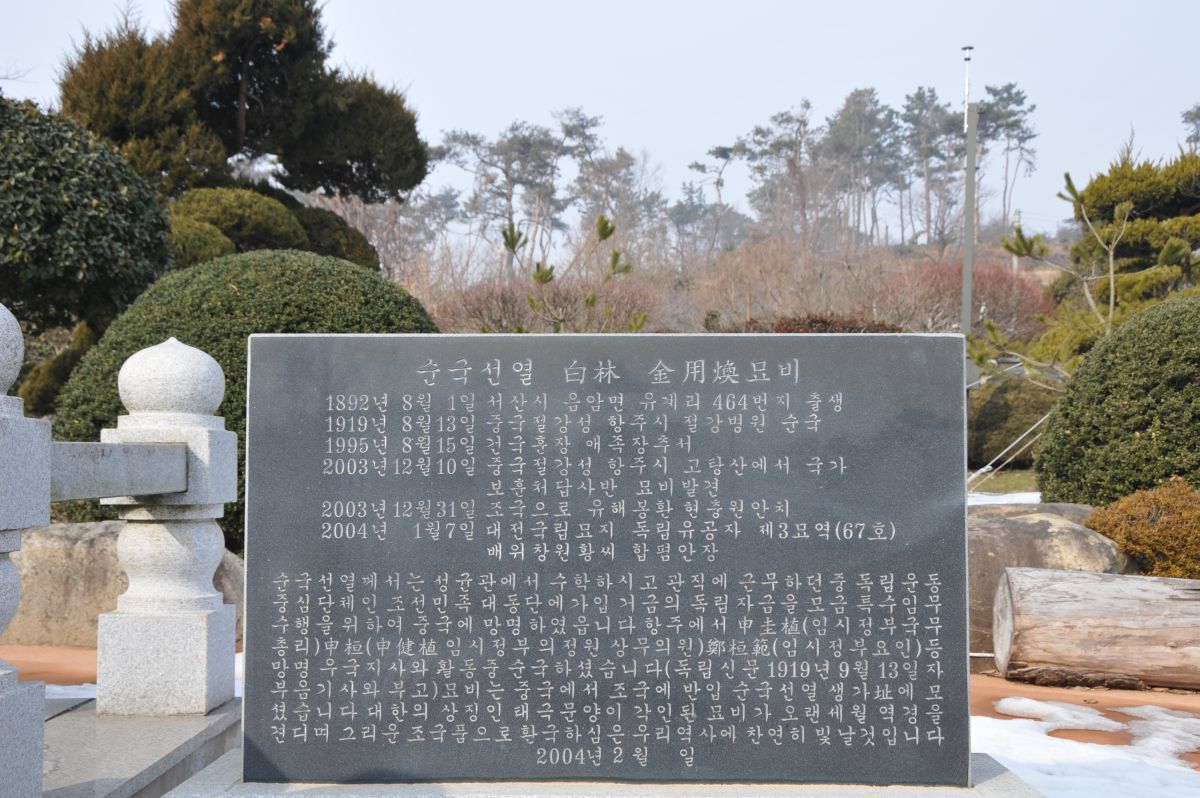 순국선열 白林 金用煥묘비
1892년 8월 1일 서산시 음암면 유계리 464번지 출생
1919년 8월13일 중국절강성 항주시 절강병원 순국
1995년 8월15일 건국훈장 애족장추서
2003년12월10일 중국절강성 항주시 고탕산에서 국가
보훈처답사반 묘비발견
2003년12월31일 조국으로 유해봉환현충원안치
2004년 1월7일 대전국립묘지 독립유공자 제3묘역(67호)
배위창원황씨 합폄안장
순국선열께서는 성균관에서 수학하시고 관직에 근무하던중 독립운동
중심단체인조선민족대동단에가입 거금의 독립자금을모금특수임무
수행을 위하여 중국에 망명하였읍니다 항주에서 申圭植(임시정부국무
총리)申桓(申健植임시정부의정원 상무의원)鄭桓範(임시정부요인)등
망명 우국지사와 활동중순국하셨습니다(독립신문 1919년 9월 13일 자
부음기사와 부고)묘비는 중국에서 조국에 반입 순국선열 생가址에 모
셨습니다 대한의 상징인 태극문양이 각인된 묘비가 오랜세월역경을
견디며 그리운조국품으로환국하심은 우리역사에 찬연히 빛날것입니다
2004년 2월 일